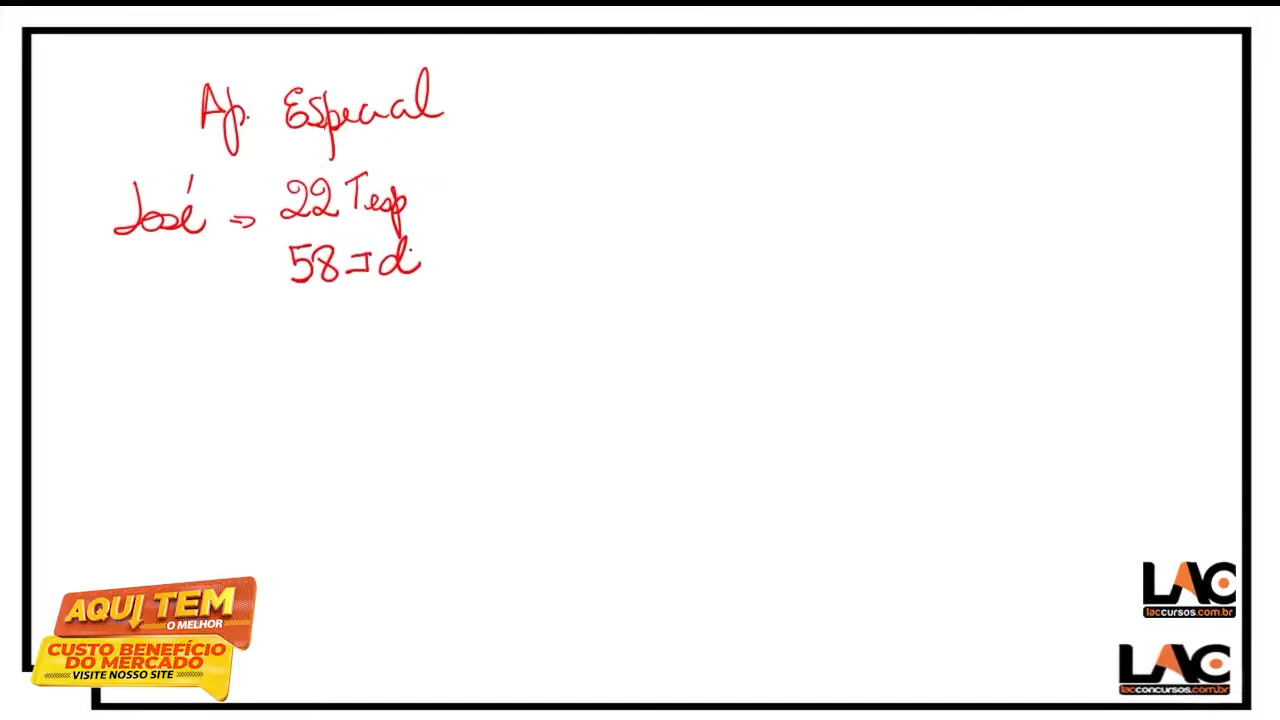 Ap. Especial
José => 22 Tesp
58 Id
AQUI TEM
O MELHOR
CUSTO BENEFÍCIO
DO MERCADO
VISITE NOSSO SITE
LAC
laccursos.com.br
LAC
lacconcursos.com.br